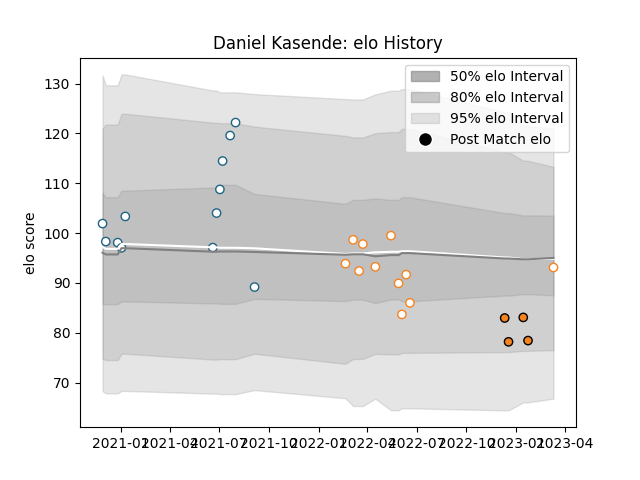 Daniel Kasende: elo History
50% elo Interval
80% elo Interval
95% elo Interval
Post Match elo
elo score
130
120
110
100
90
80
70
2021-01 2021-04 2021-07 2021-10 2022-01 2022-04 2022-07 2022-10 2023-01 2023-04